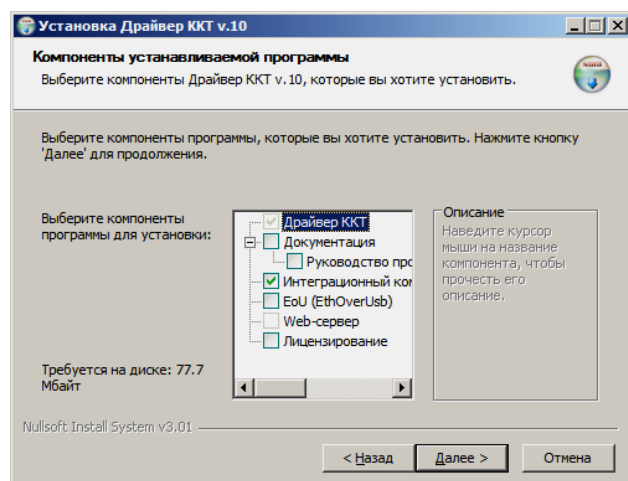 Установка Драйвер ККТ v.10
Компоненты устанавливаемой программы
Выберите компоненты Драйвер ККТ v.10, которые вы хотите установить.
Выберите компоненты программы, которые вы хотите установить. Нажмите кнопку
'Далее' для продолжения.
Выберите компоненты
программы для установки:
Драйвер ККТ
Документация
Руководство прс
Интеграционный кол
EoU (EthOverUsb)
Web-сервер
Лицензирование
Описание
Наведите курсор
мыши на название
компонента, чтобы
прочесть его
описание.
Требуется на диске: 77.7
Мбайт
Nullsoft Install System v3.01
< Назад
Далее >
Отмена